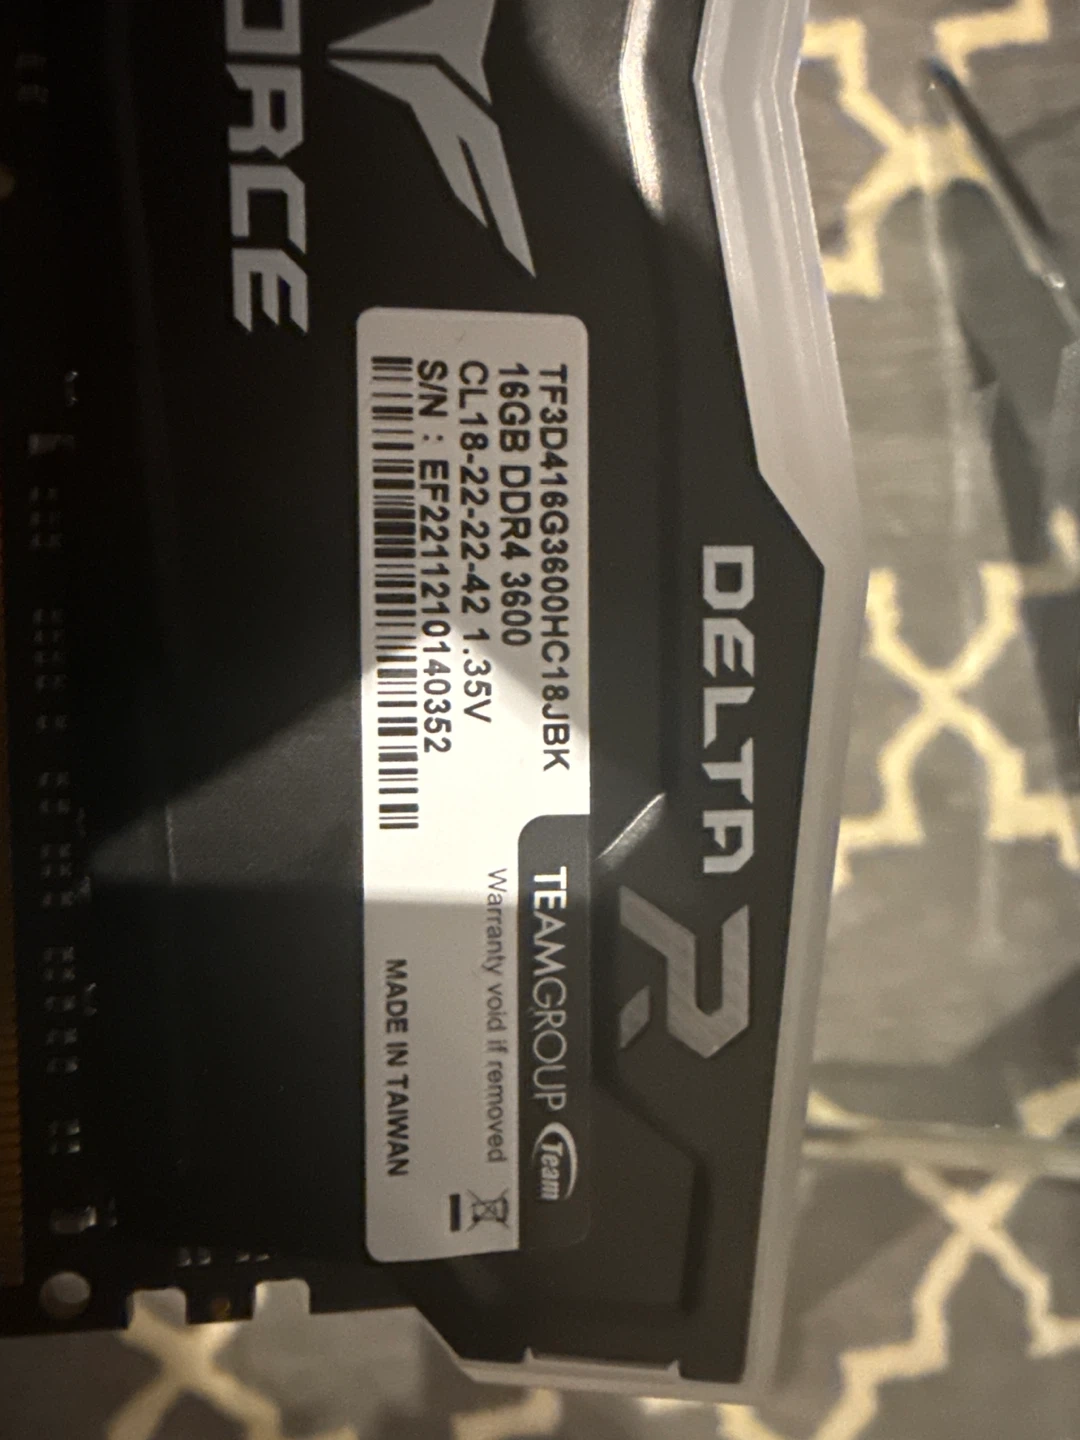 ORCE
DELTA R
TF3D416G3600HC18JBK
16GB DDR4 3600
CL18-22-22-42 1.35V
S/N : EF2211210140352
TEAMGROUP Team
Warranty void if removed
MADE IN TAIWAN